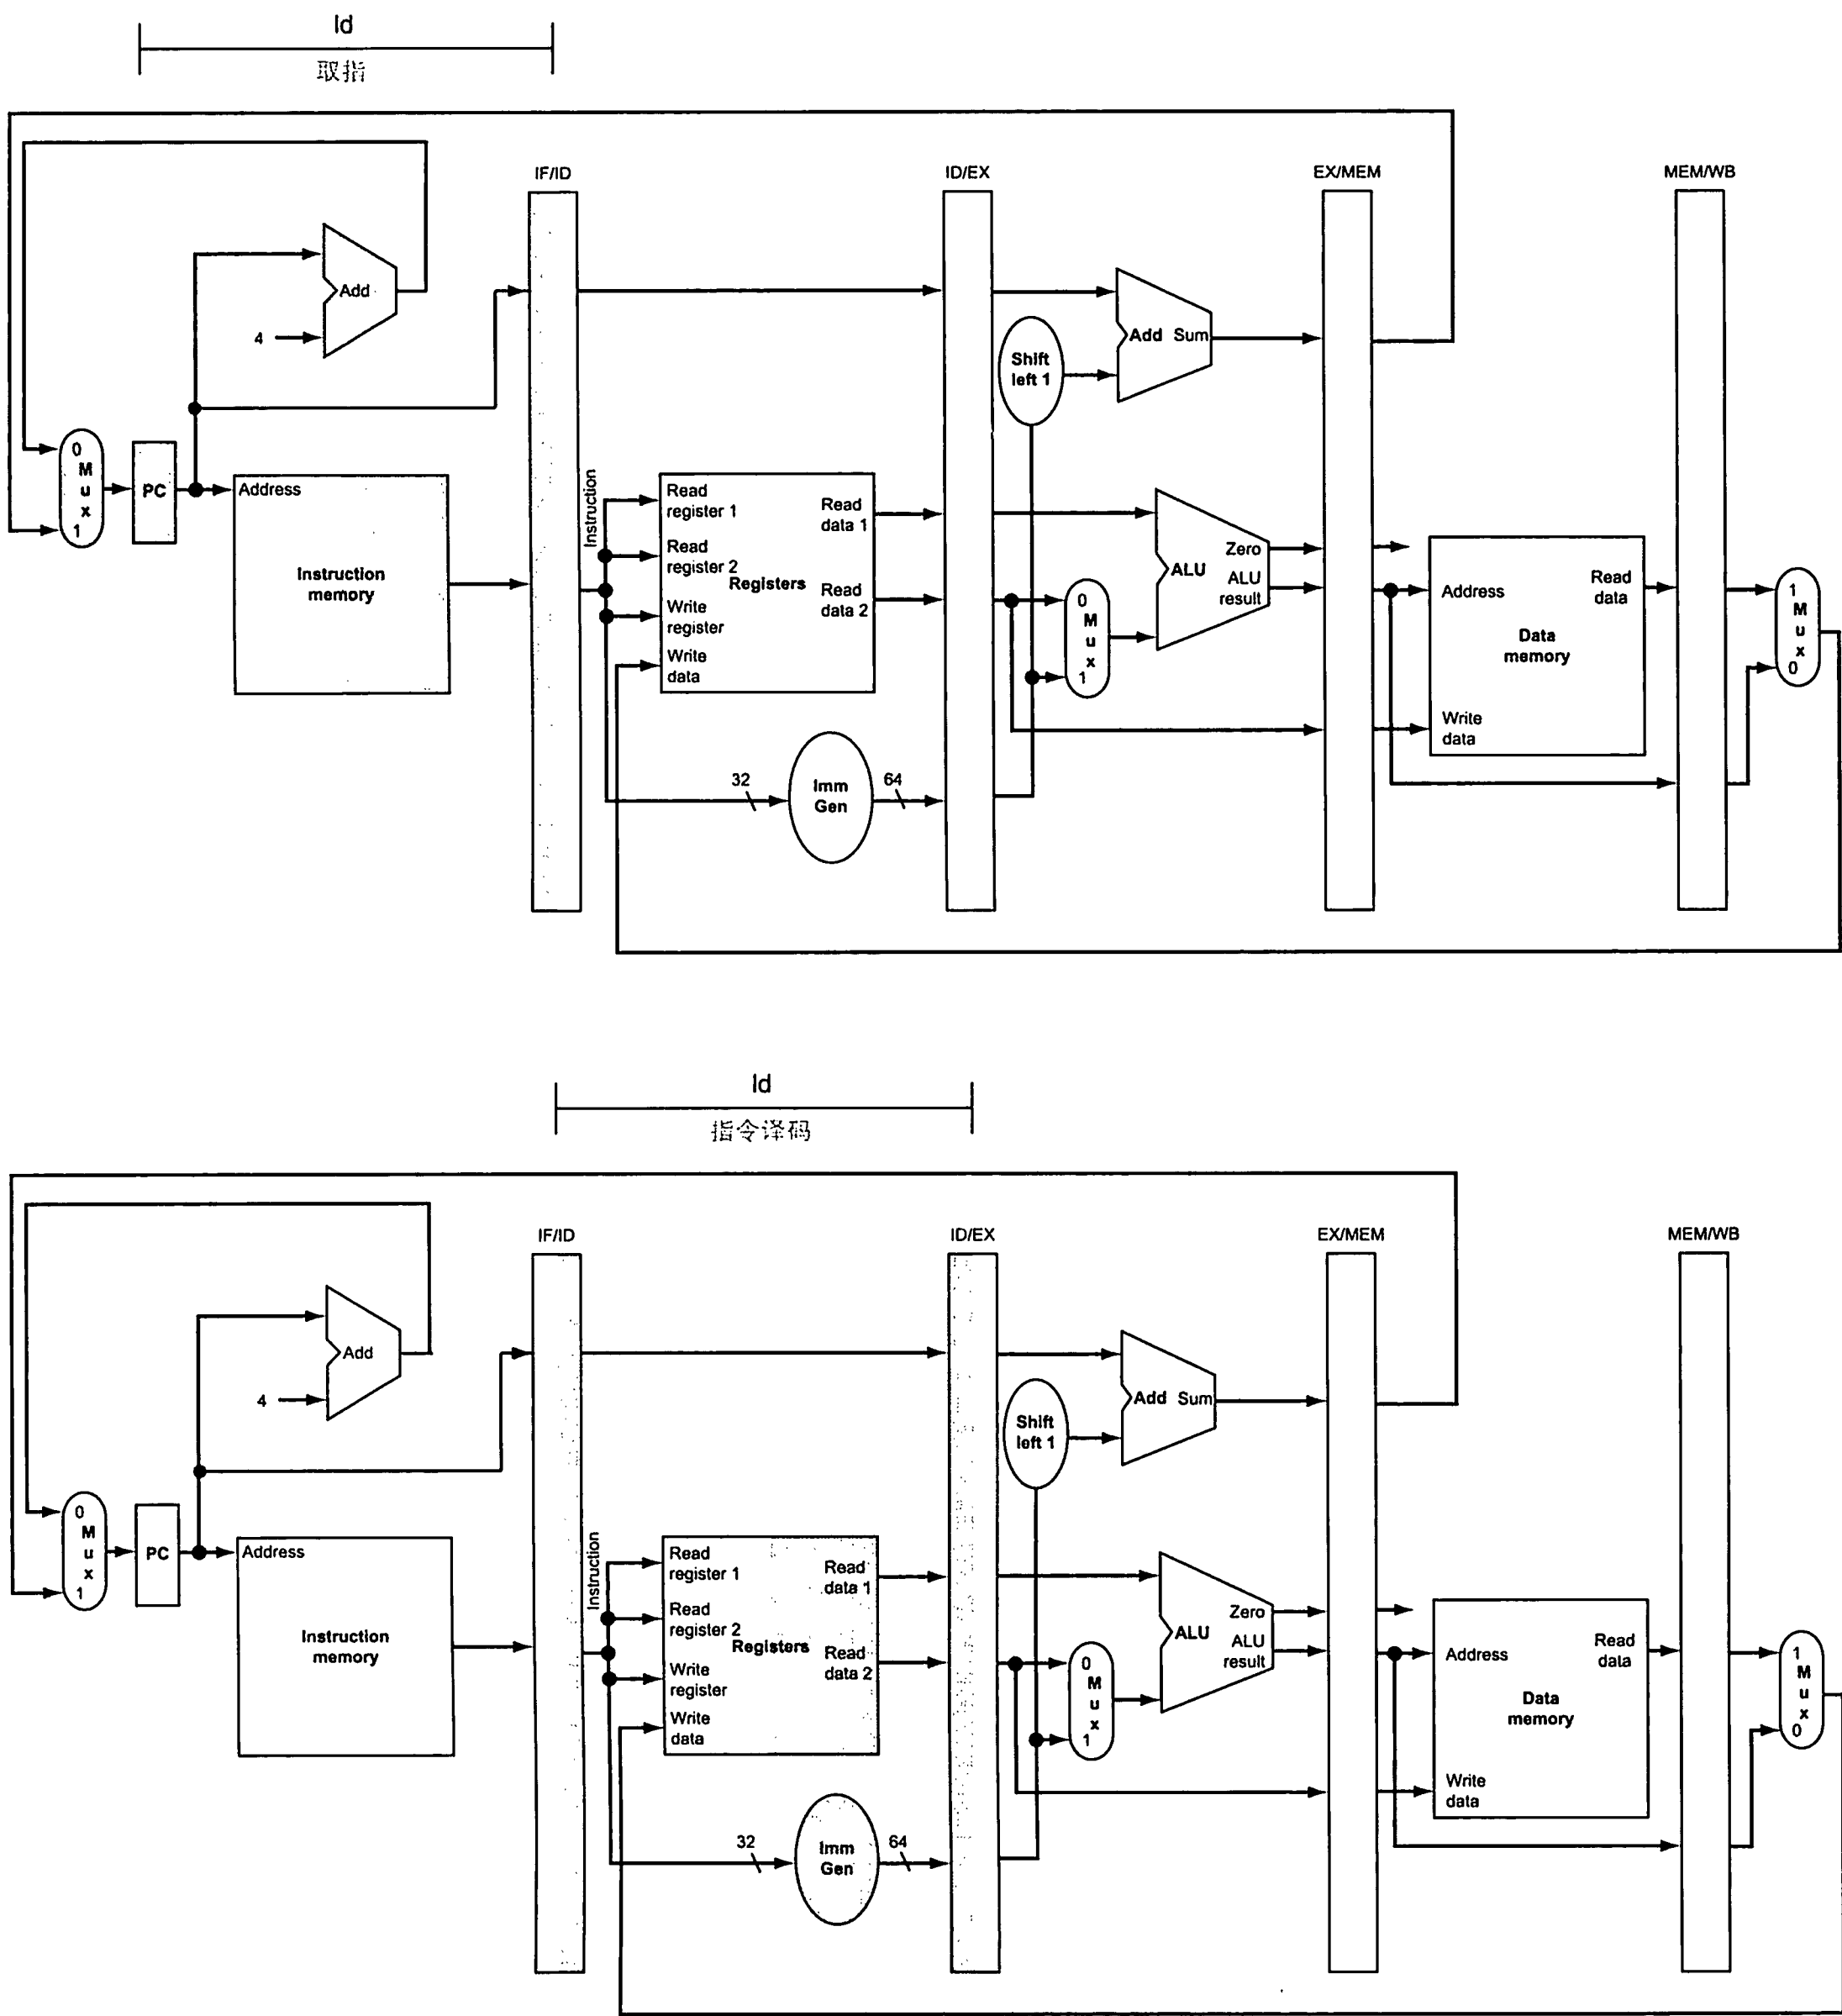 ld
取指
IF/ID
ID/EX
EX/MEM
MEM/WB
Add
4
Add Sum
Shift
left 1
0
M
u
x
1
PC
Address
Instruction
memory
Instruction
Read
register 1
Read
register 2
Write
register
Write
data
Registers
Read
data 1
Read
data 2
0
M
u
x
1
ALU
Zero
ALU
result
Address
Read
data
Data
memory
Write
data
1
M
u
x
0
32
Imm
Gen
64
ld
指令译码
IF/ID
ID/EX
EX/MEM
MEM/WB
Add
4
Add Sum
Shift
left 1
0
M
u
x
1
PC
Address
Instruction
memory
Instruction
Read
register 1
Read
register 2
Write
register
Write
data
Registers
Read
data 1
Read
data 2
0
M
u
x
1
ALU
Zero
ALU
result
Address
Read
data
Data
memory
Write
data
1
M
u
x
0
32
Imm
Gen
64